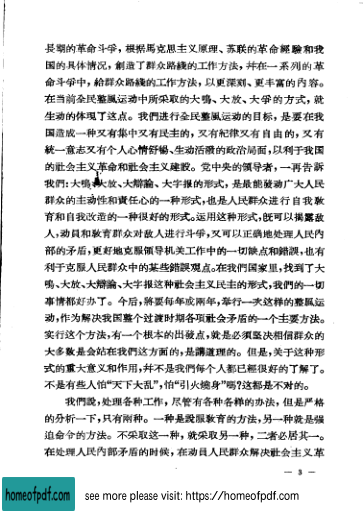 長期的革命斗爭，根据馬克思主义原理、苏联的革命經驗和我
国的具体情况，創造了群众路綫的工作方法，幷在一系列的革
命斗爭中，給群众路綫的工作方法，以更深刻、更丰富的內容。
在当前全民整風运动中所采取的大鳴、大放、大爭的方式，就
生动的体現了这点。我們进行全民整風运动的目标，是要在我
国造成一种又有集中又有民主的，又有紀律又有自由的，又有
統一意志又有个人心情舒暢、生动活潑的政治局面，以利于我国
的社会主义革命和社会主义建設。党中央的領导者，一再告訴
我們：大鳴、大放、大辯論、大字报的形式，是最能發动广大人民
群众的主动性和責任心的一种形式，也是人民群众进行自我敎
育和自我改造的一种很好的形式。运用这种形式，旣可以揭露敌
人，动員和敎育群众对敌人进行斗爭，又可以正确地处理人民內
部的矛盾，更好地克服領导机关工作中的一切缺点和錯誤，也有
利于克服人民群众中的某些錯誤观点。在我們国家里，找到了大
鳴、大放、大辯論、大字报这种社会主义民主的形式，我們的一切
事情都好办了。今后，將要每年或兩年，举行一次这样的整風运
动，作为解决我国整个过渡时期各項社会矛盾的一个主要方法。
实行这个方法，有一个根本的出發点，就是必須坚决相信群众的
大多数是会站在我們这方面的，是講道理的。但是，关于这种形
式的重大意义和作用，幷不是我們每个人都已經很好的了解了。
不是有些人怕“天下大乱”，怕“引火燒身”嗎？这都是不对的。
我們說，处理各种工作，尽管有各种各样的办法，但是严格
的分析一下，只有兩种。一种是說服敎育的方法，另一种就是强
迫命令的方法。不采取这一种，就采取另一种，二者必居其一。
在处理人民內部矛盾的时候，在动員人民群众解决社会主义革
— 3 —
homeofpdf.com
see more please visit: https://homeofpdf.com